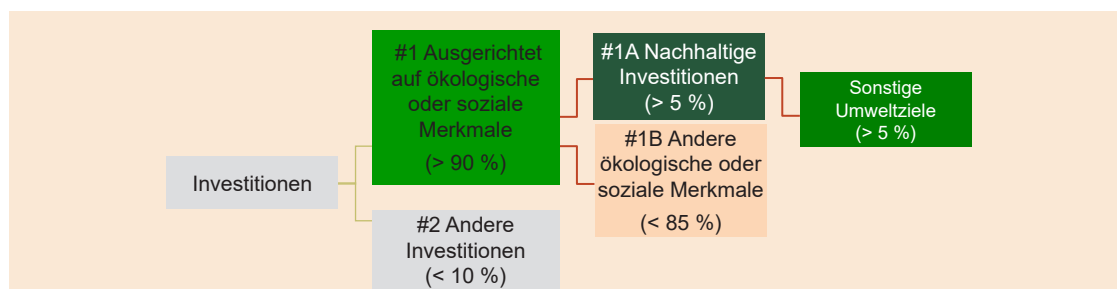 Investitionen
#1 Ausgerichtet
auf ökologische
oder soziale
Merkmale
(> 90 %)
#2 Andere
Investitionen
(< 10 %)
#1A Nachhaltige
Investitionen
(> 5 %)
#1B Andere
ökologische oder
soziale Merkmale
(< 85 %)
Sonstige
Umweltziele
(> 5 %)